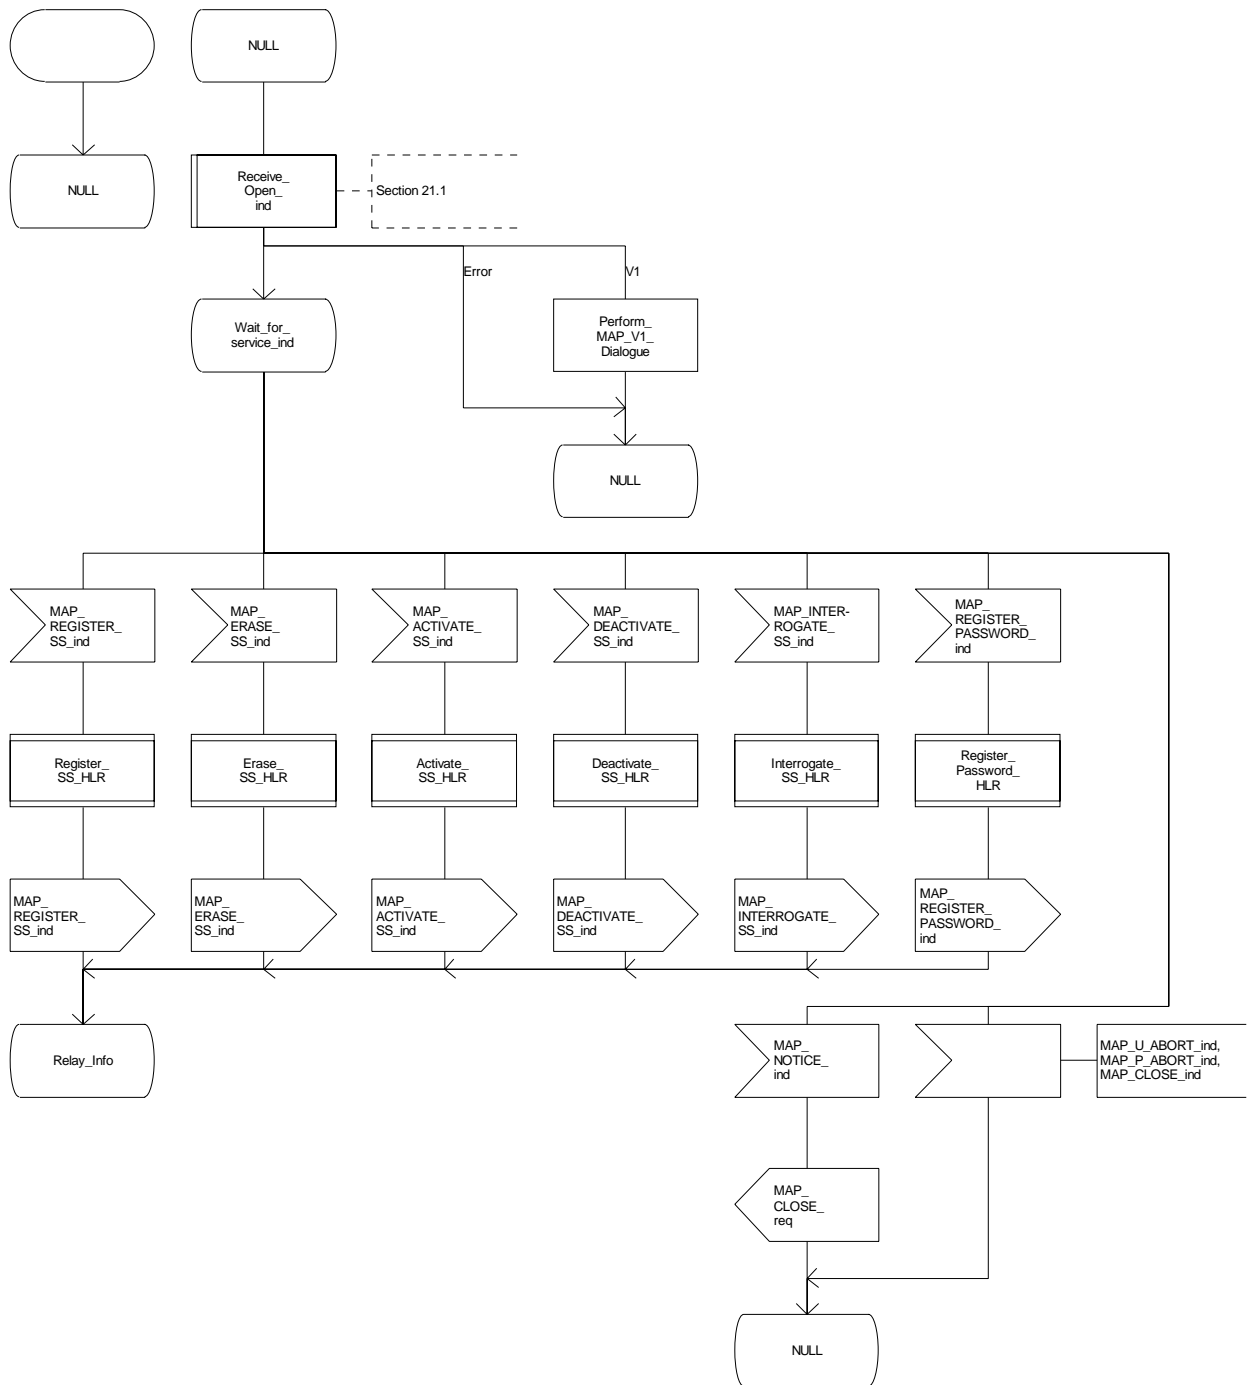 NULL
NULL
Receive_
Open_
ind
Section 21.1
Error
V1
Wait_for_
service_ind
Perform_
MAP_V1_
Dialogue
NULL
MAP_
REGISTER_
SS_ind
MAP_
ERASE_
SS_ind
MAP_
ACTIVATE_
SS_ind
MAP_
DEACTIVATE_
SS_ind
MAP_INTER-
ROGATE_
SS_ind
MAP_
REGISTER_
PASSWORD_
ind
Register_
SS_HLR
Erase_
SS_HLR
Activate_
SS_HLR
Deactivate_
SS_HLR
Interrogate_
SS_HLR
Register_
Password_
HLR
MAP_
REGISTER_
SS_ind
MAP_
ERASE_
SS_ind
MAP_
ACTIVATE_
SS_ind
MAP_
DEACTIVATE_
SS_ind
MAP_
INTERROGATE_
SS_ind
MAP_
REGISTER_
PASSWORD_
ind
Relay_Info
MAP_
NOTICE_
ind
MAP_U_ABORT_ind,
MAP_P_ABORT_ind,
MAP_CLOSE_ind
MAP_
CLOSE_
req
NULL